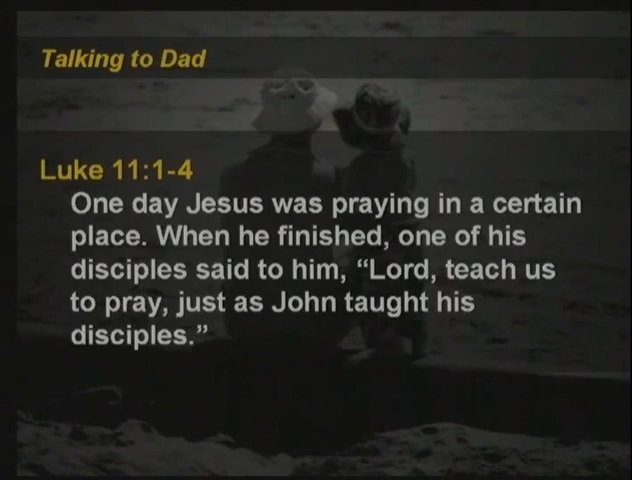 Talking to Dad
Luke 11:1-4
One day Jesus was praying in a certain
place. When he finished, one of his
disciples said to him, “Lord, teach us
to pray, just as John taught his
disciples.”